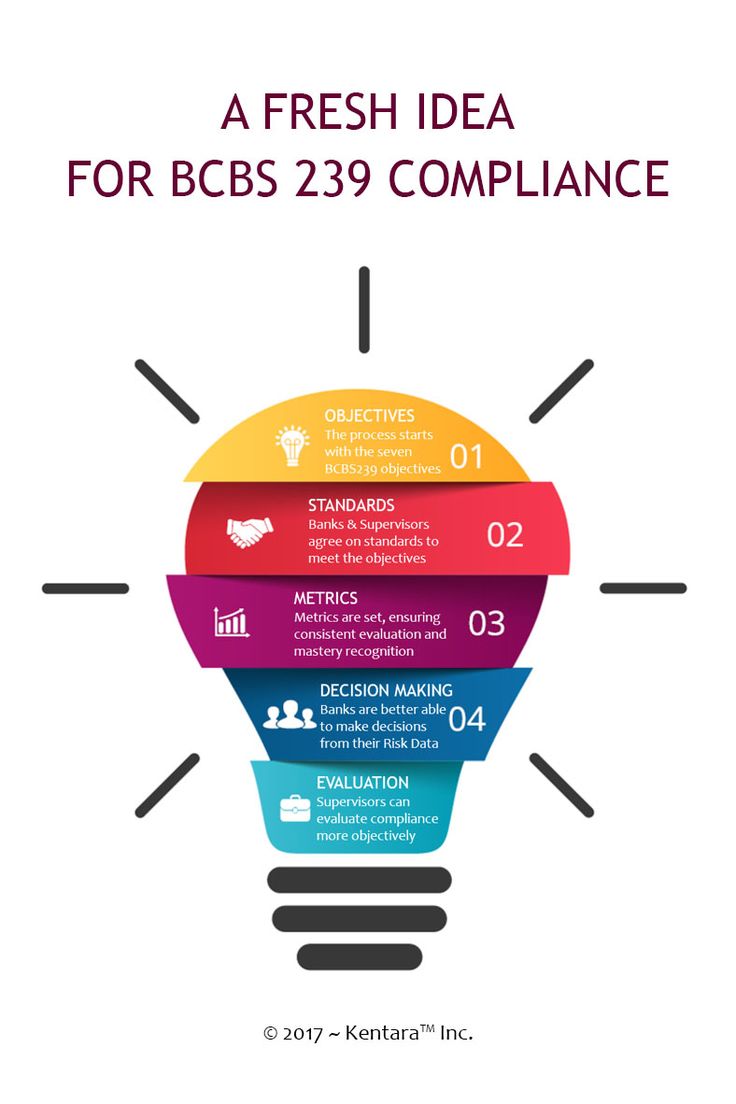 A FRESH IDEA
FOR BCBS 239 COMPLIANCE
OBJECTIVES
The process starts
with the seven
BCBS239 objectives
01
STANDARDS
Banks & Supervisors
agree on standards to
meet the objectives
02
METRICS
Metrics are set, ensuring
consistent evaluation and
mastery recognition
03
DECISION MAKING
Banks are better able
to make decisions
from their Risk Data
04
EVALUATION
Supervisors can
evaluate compliance
more objectively
© 2017 ~ Kentara™ Inc.